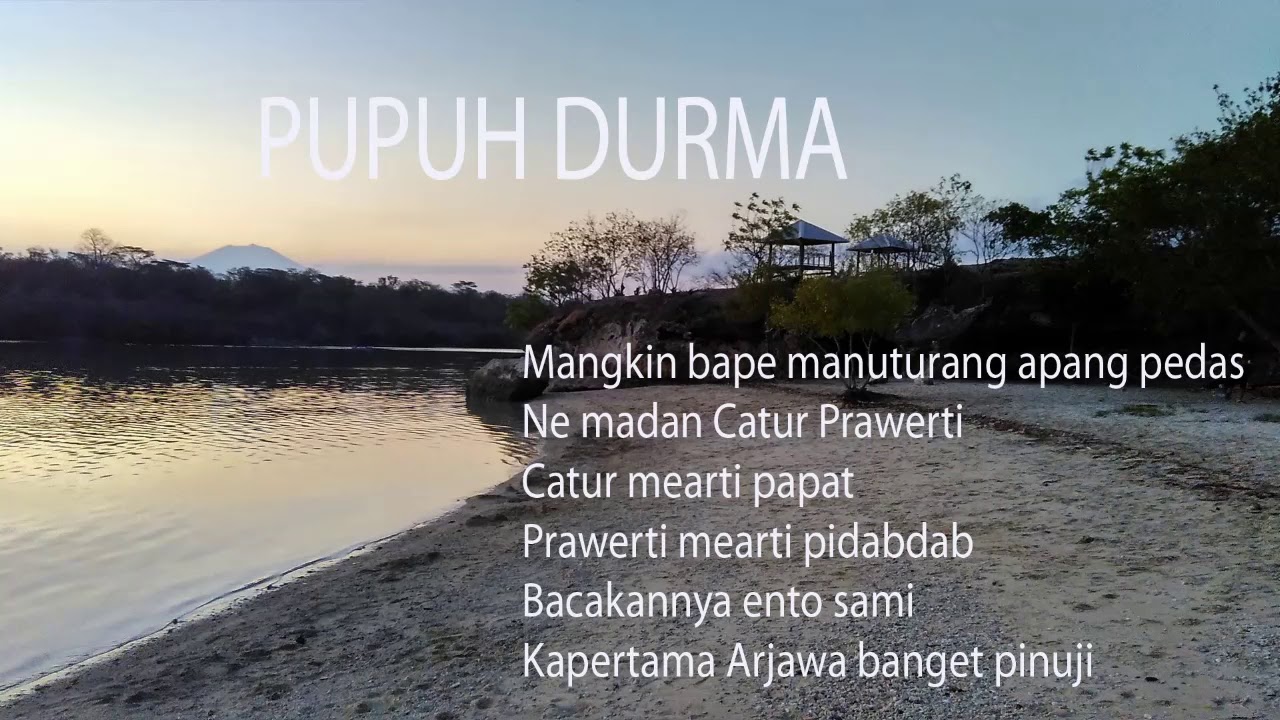 PUPUH DURMA
Mangkin bape manuturang apang pedas
Ne madan Catur Prawerti
Catur mearti papat
Prawerti mearti pidabdab
Bacakannya ento sami
Kapertama Arjawa banget pinuji